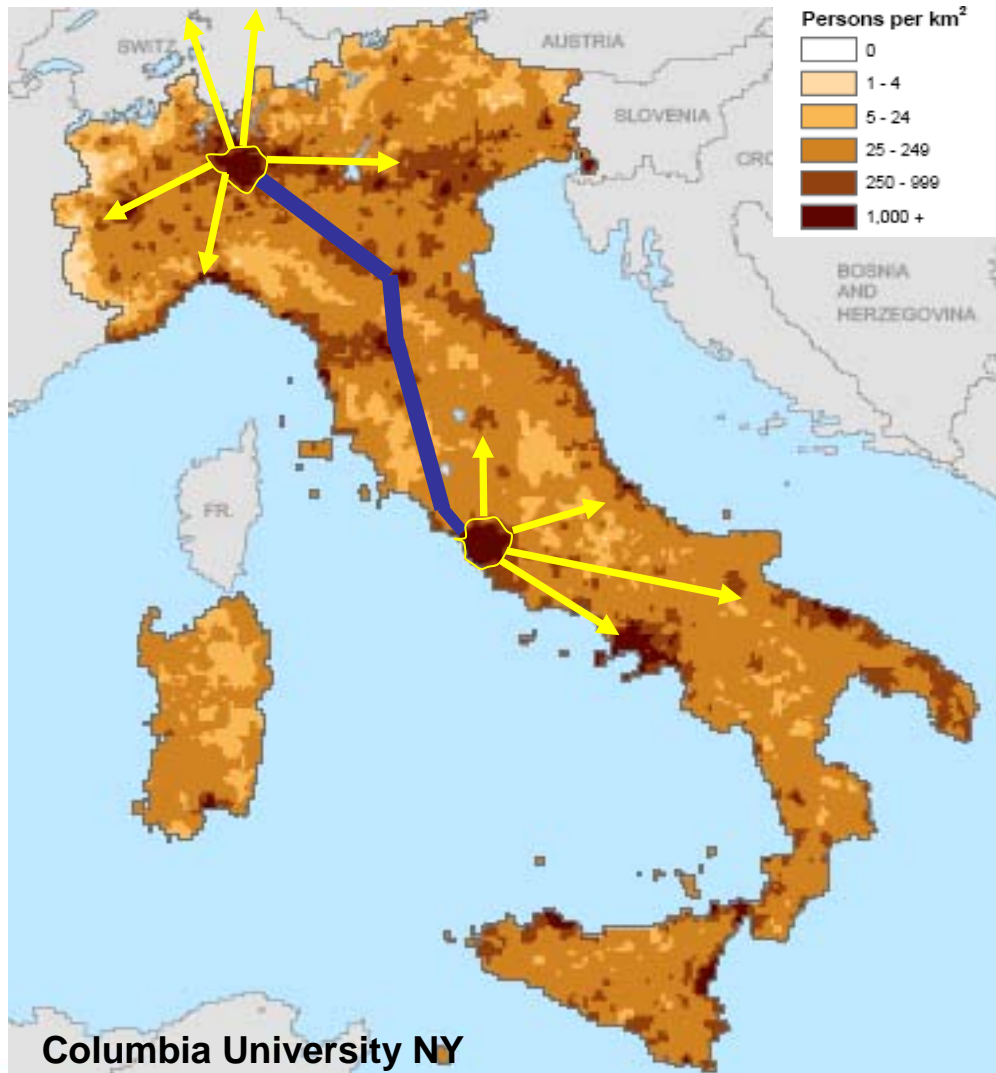 Persons per km²
0
1 - 4
5 - 24
25 - 249
250 - 999
1,000 +
SWITZ.
AUSTRIA
SLOVENIA
CRO
BOSNIA
AND
HERZEGOVINA
FR.
Columbia University NY